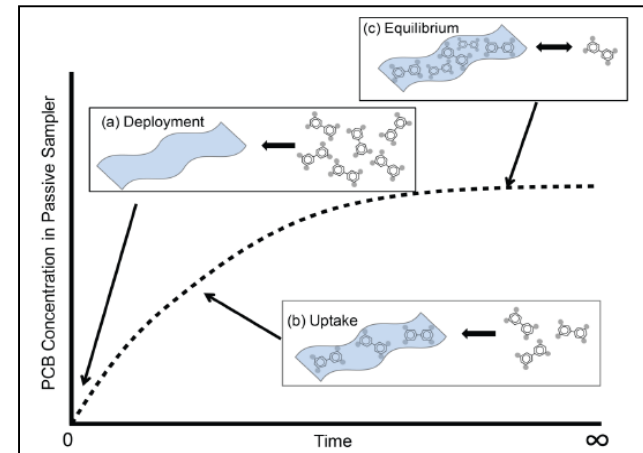 (c) Equilibrium
(a) Deployment
(b) Uptake
PCB Concentration in Passive Sampler
0
Time
∞